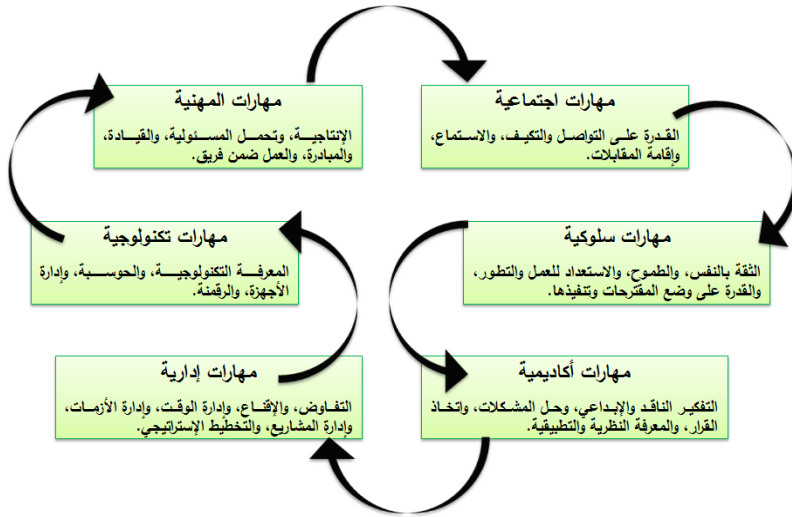 مهارات اجتماعية
القدرة على التواصل والتكيف، والاستماع،
وإقامة المقابلات.
مهارات المهنية
الإنتاجية، وتحمل المسئولية، والقيادة،
والمبادرة، والعمل ضمن فريق.
مهارات سلوكية
الثقة بالنفس، والطموح، والاستعداد للعمل والتطور،
والقدرة على وضع المقترحات وتنفيذها.
مهارات تكنولوجية
المعرفة التكنولوجية، والحوسبة، وإدارة
الأجهزة، والرقمنة.
مهارات أكاديمية
التفكير الناقد والإبداعي، وحل المشكلات، واتخاذ
القرار، والمعرفة النظرية والتطبيقية.
مهارات إدارية
التفاوض، والإقناع، وإدارة الوقت، وإدارة الأزمات،
وإدارة المشاريع، والتخطيط الإستراتيجي.